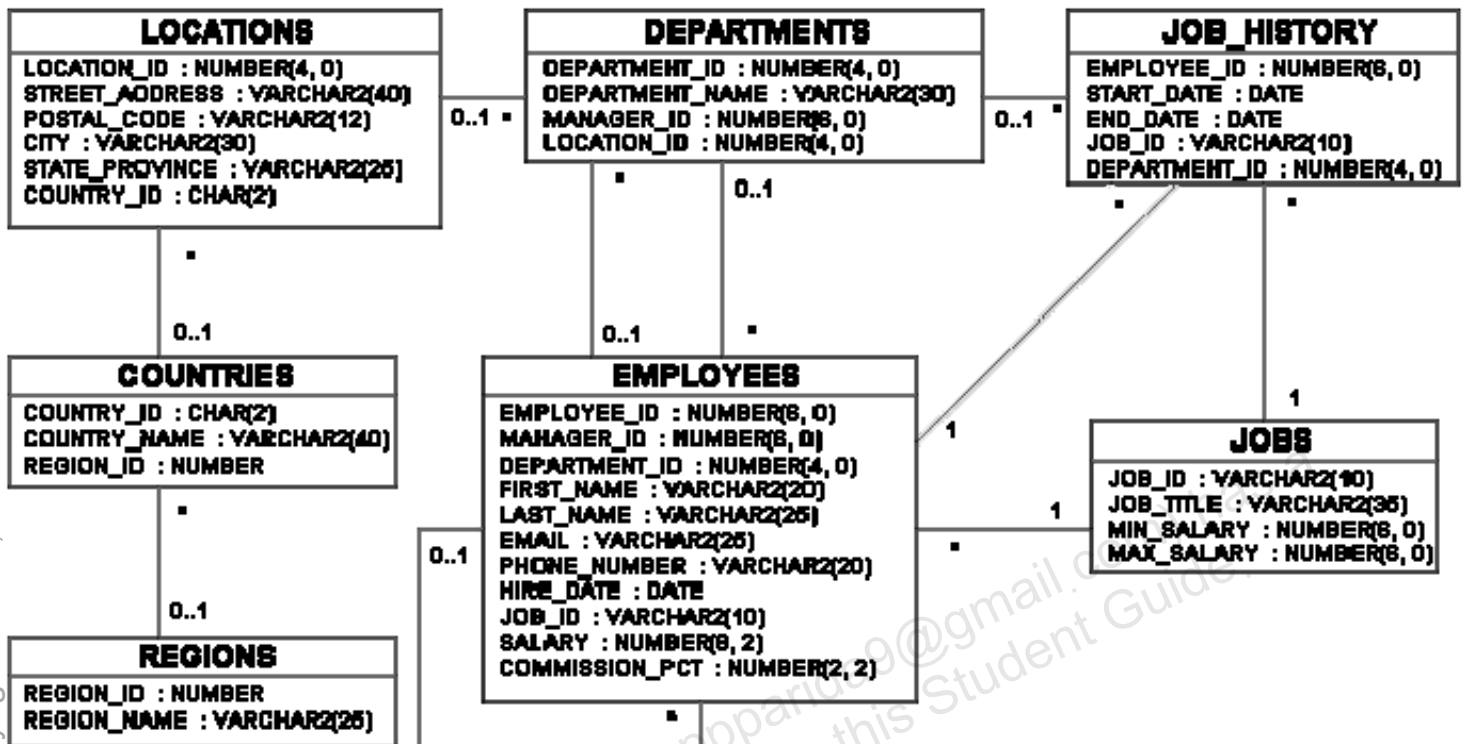 LOCATIONS
LOCATION_ID : NUMBER(4, 0)
STREET_ADDRESS : VARCHAR2(40)
POSTAL_CODE : VARCHAR2(12)
CITY : VARCHAR2(30)
STATE_PROVINCE : VARCHAR2(25)
COUNTRY_ID : CHAR(2)
0..1 *
DEPARTMENTS
DEPARTMENT_ID : NUMBER(4, 0)
DEPARTMENT_NAME : VARCHAR2(30)
MANAGER_ID : NUMBER(6, 0)
LOCATION_ID : NUMBER(4, 0)
0..1 *
JOB_HISTORY
EMPLOYEE_ID : NUMBER(6, 0)
START_DATE : DATE
END_DATE : DATE
JOB_ID : VARCHAR2(10)
DEPARTMENT_ID : NUMBER(4, 0)
* 0..1 * *
*
0..1 0..1 *
COUNTRIES
COUNTRY_ID : CHAR(2)
COUNTRY_NAME : VARCHAR2(40)
REGION_ID : NUMBER
*
0..1
EMPLOYEES
EMPLOYEE_ID : NUMBER(6, 0)
MANAGER_ID : NUMBER(6, 0)
DEPARTMENT_ID : NUMBER(4, 0)
FIRST_NAME : VARCHAR2(20)
LAST_NAME : VARCHAR2(25)
EMAIL : VARCHAR2(25)
PHONE_NUMBER : VARCHAR2(20)
HIRE_DATE : DATE
JOB_ID : VARCHAR2(10)
SALARY : NUMBER(8, 2)
COMMISSION_PCT : NUMBER(2, 2)
0..1
*
1
1
1
*
JOBS
JOB_ID : VARCHAR2(10)
JOB_TITLE : VARCHAR2(35)
MIN_SALARY : NUMBER(6, 0)
MAX_SALARY : NUMBER(6, 0)
REGIONS
REGION_ID : NUMBER
REGION_NAME : VARCHAR2(25)
this Student Guide